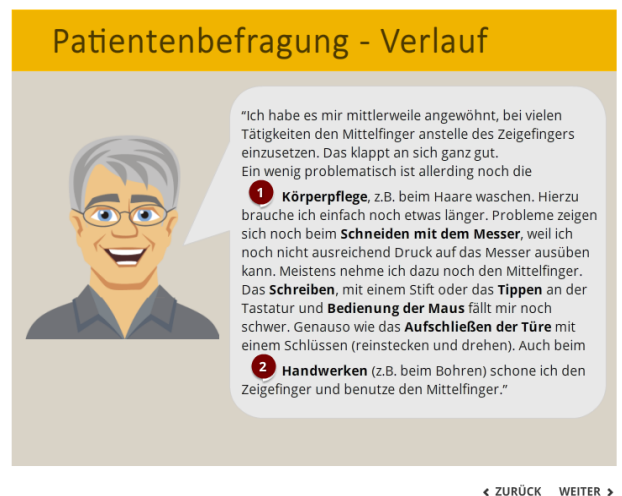 Patientenbefragung - Verlauf
“Ich habe es mir mittlerweile angewöhnt, bei vielen
Tätigkeiten den Mittelfinger anstelle des Zeigefingers
einzusetzen. Das klappt an sich ganz gut.
Ein wenig problematisch ist allerding noch die
1 Körperpflege, z.B. beim Haare waschen. Hierzu
brauche ich einfach noch etwas länger. Probleme zeigen
sich noch beim Schneiden mit dem Messer, weil ich
noch nicht ausreichend Druck auf das Messer ausüben
kann. Meistens nehme ich dazu noch den Mittelfinger.
Das Schreiben, mit einem Stift oder das Tippen an der
Tastatur und Bedienung der Maus fällt mir noch
schwer. Genauso wie das Aufschließen der Türe mit
einem Schlüssen (reinstecken und drehen). Auch beim
2 Handwerken (z.B. beim Bohren) schone ich den
Zeigefinger und benutze den Mittelfinger.”
ZURÜCK WEITER